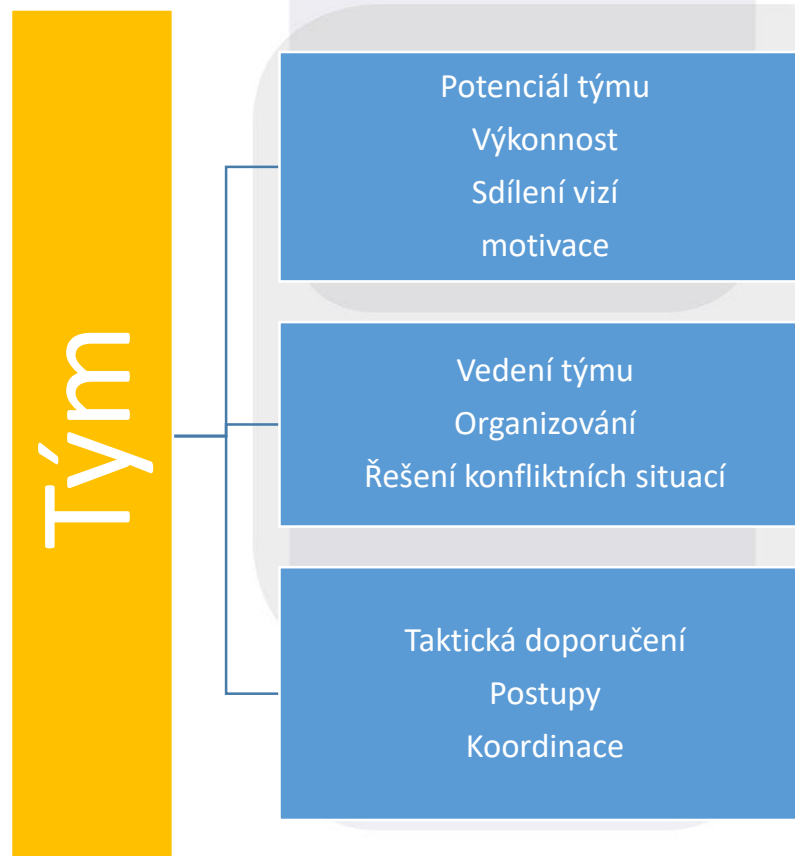 Tým
Potenciál týmu
Výkonnost
Sdílení vizí
motivace
Vedení týmu
Organizování
Řešení konfliktních situací
Taktická doporučení
Postupy
Koordinace